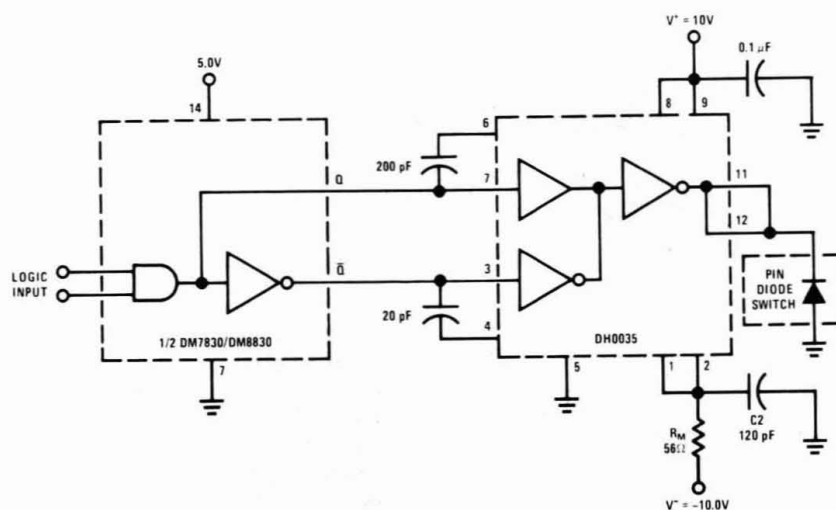 V⁺ = 10V
0.1 μF
5.0V
14
8
9
6
200 pF
Q
7
11
12
LOGIC
INPUT
Q̅
3
20 pF
4
PIN
DIODE
SWITCH
1/2 DM7830/DM8830
DH0035
7
5
1
2
C2
120 pF
R_M
56Ω
V⁻ = -10.0V